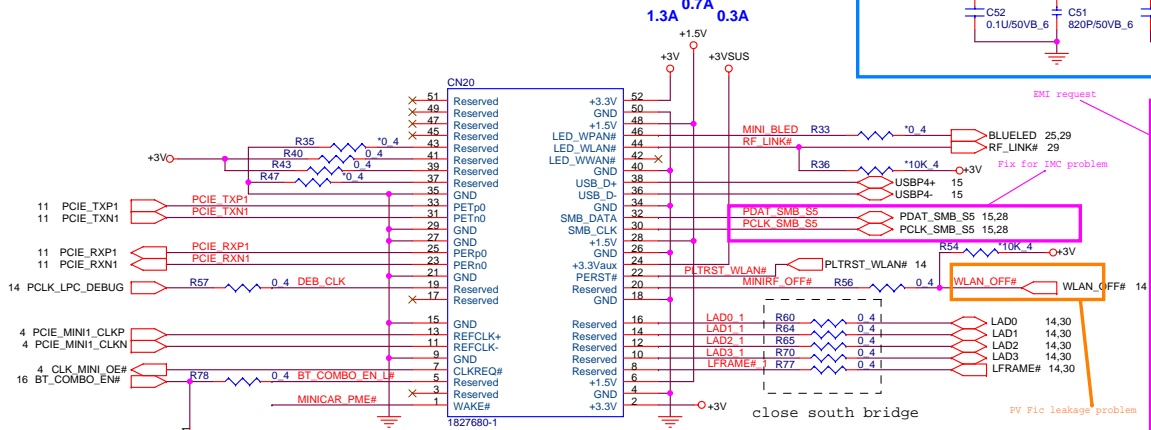 0.7A
1.3A 0.3A
+1.5V
+3V +3VSUS
C52
0.1U/50VB_6
C51
820P/50VB_6
EMI request
CN20
51 Reserved +3.3V 52
49 Reserved GND 50
47 Reserved +1.5V 48
45 Reserved LED_WPAN# 46 MINI_BLED R33 *0_4 BLUELED 25,29
R35 *0_4 43 Reserved LED_WLAN# 44 RF_LINK# RF_LINK# 29
+3V R40 0_4 41 Reserved LED_WWAN# 42
R43 0_4 39 Reserved GND 40 R36 *10K_4 +3V
Fix for IMC problem
R47 *0_4 37 Reserved USB_D+ 38 USBP4+ 15
35 GND USB_D- 36 USBP4- 15
11 PCIE_TXP1 PCIE_TXP1 33 PETp0 GND 34
11 PCIE_TXN1 PCIE_TXN1 31 PETn0 SMB_DATA 32 PDAT_SMB_S5 PDAT_SMB_S5 15,28
29 GND SMB_CLK 30 PCLK_SMB_S5 PCLK_SMB_S5 15,28
27 GND +1.5V 28
11 PCIE_RXP1 PCIE_RXP1 25 PERp0 GND 26 R54 *10K_4 +3V
11 PCIE_RXN1 PCIE_RXN1 23 PERn0 +3.3Vaux 24
21 GND PERST# 22 PLTRST_WLAN# PLTRST_WLAN# 14
14 PCLK_LPC_DEBUG R57 0_4 DEB_CLK 19 Reserved Reserved 20 MINIRF_OFF# R56 0_4 WLAN_OFF# WLAN_OFF# 14
17 Reserved GND 18
15 GND Reserved 16 LAD0_1 R60 0_4 LAD0 14,30
4 PCIE_MINI1_CLKP 13 REFCLK+ Reserved 14 LAD1_1 R64 0_4 LAD1 14,30
4 PCIE_MINI1_CLKN 11 REFCLK- Reserved 12 LAD2_1 R65 0_4 LAD2 14,30
9 GND Reserved 10 LAD3_1 R70 0_4 LAD3 14,30
4 CLK_MINI_OE# 7 CLKREQ# Reserved 8 LFRAME#_1 R77 0_4 LFRAME# 14,30
16 BT_COMBO_EN# R78 0_4 BT_COMBO_EN_L# 5 Reserved +1.5V 6
3 Reserved GND 4
MINICAR_PME# 1 WAKE# +3.3V 2 +3V
close south bridge
PV Fic leakage problem
1827680-1